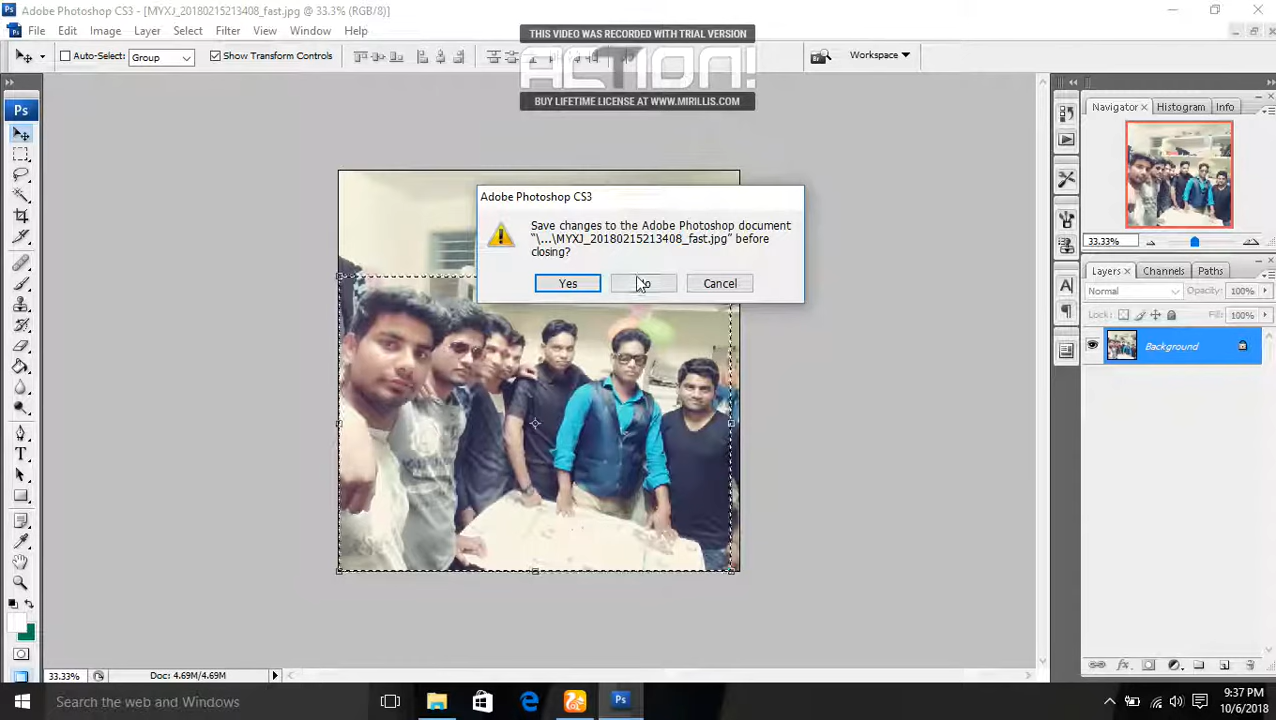 Adobe Photoshop CS3 - [MYXJ_20180215213408_fast.jpg @ 33.3% (RGB/8)]
File Edit Image Layer Select Filter View Window Help
Auto-Select: Group Show Transform Controls Workspace
THIS VIDEO WAS RECORDED WITH TRIAL VERSION
ACTION!
BUY LIFETIME LICENSE AT WWW.MIRILLIS.COM
Ps
Navigator Histogram Info
33.33%
Layers Channels Paths
Normal Opacity: 100%
Lock: Fill: 100%
Background
Adobe Photoshop CS3
Save changes to the Adobe Photoshop document
"\...\MYXJ_20180215213408_fast.jpg" before
closing?
Yes Cancel
33.33% Doc: 4.69M/4.69M
Search the web and Windows
Ps
9:37 PM
10/6/2018